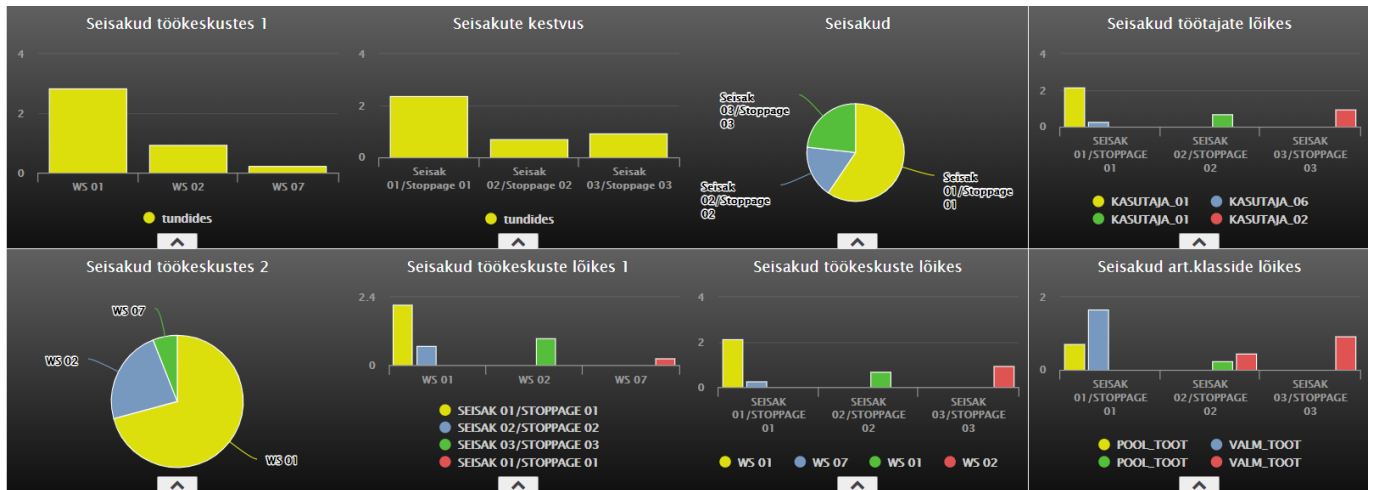 Seisakud töökeskustes 1
4
2
0
WS 01 WS 02 WS 07
tundides
Seisakute kestvus
4
2
0
Seisak Seisak Seisak
01/Stoppage 01 02/Stoppage 02 03/Stoppage 03
tundides
Seisakud
Seisak
03/Stoppage
03
Seisak
02/Stoppage
02
Seisak
01/Stoppage
01
Seisakud töötajate lõikes
4
2
0
SEISAK SEISAK SEISAK
01/STOPPAGE 02/STOPPAGE 03/STOPPAGE
01 02 03
KASUTAJA_01 KASUTAJA_06
KASUTAJA_01 KASUTAJA_02
Seisakud töökeskustes 2
WS 07
WS 02
WS 01
Seisakud töökeskuste lõikes 1
2.4
0
WS 01 WS 02 WS 07
SEISAK 01/STOPPAGE 01
SEISAK 02/STOPPAGE 02
SEISAK 03/STOPPAGE 03
SEISAK 01/STOPPAGE 01
Seisakud töökeskuste lõikes
4
2
0
SEISAK SEISAK SEISAK
01/STOPPAGE 02/STOPPAGE 03/STOPPAGE
01 02 03
WS 01 WS 07 WS 01 WS 02
Seisakud art.klasside lõikes
2
0
SEISAK SEISAK SEISAK
01/STOPPAGE 02/STOPPAGE 03/STOPPAGE
01 02 03
POOL_TOOT VALM_TOOT
POOL_TOOT VALM_TOOT